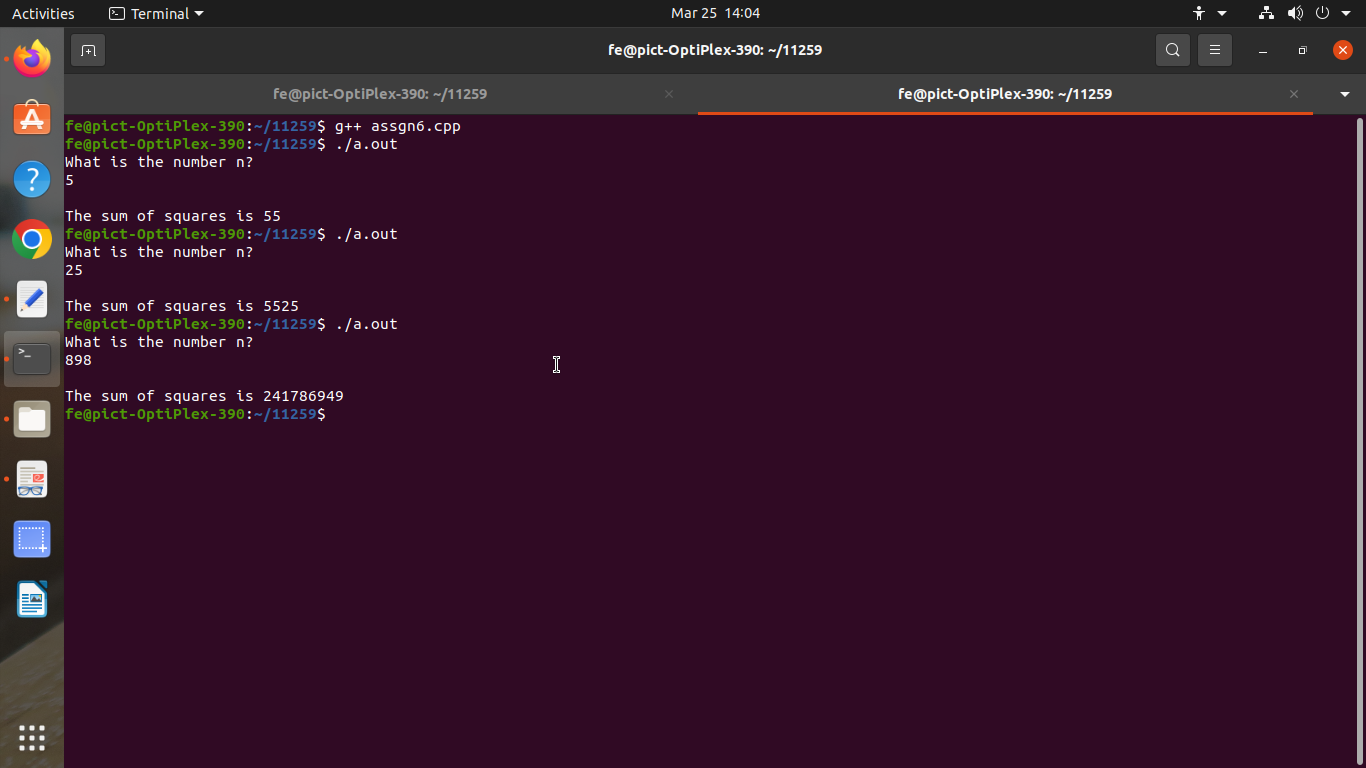 Activities Terminal Mar 25 14:04
fe@pict-OptiPlex-390: ~/11259
fe@pict-OptiPlex-390: ~/11259 fe@pict-OptiPlex-390: ~/11259
fe@pict-OptiPlex-390:~/11259$ g++ assgn6.cpp
fe@pict-OptiPlex-390:~/11259$ ./a.out
What is the number n?
5
The sum of squares is 55
fe@pict-OptiPlex-390:~/11259$ ./a.out
What is the number n?
25
The sum of squares is 5525
fe@pict-OptiPlex-390:~/11259$ ./a.out
What is the number n?
898
The sum of squares is 241786949
fe@pict-OptiPlex-390:~/11259$